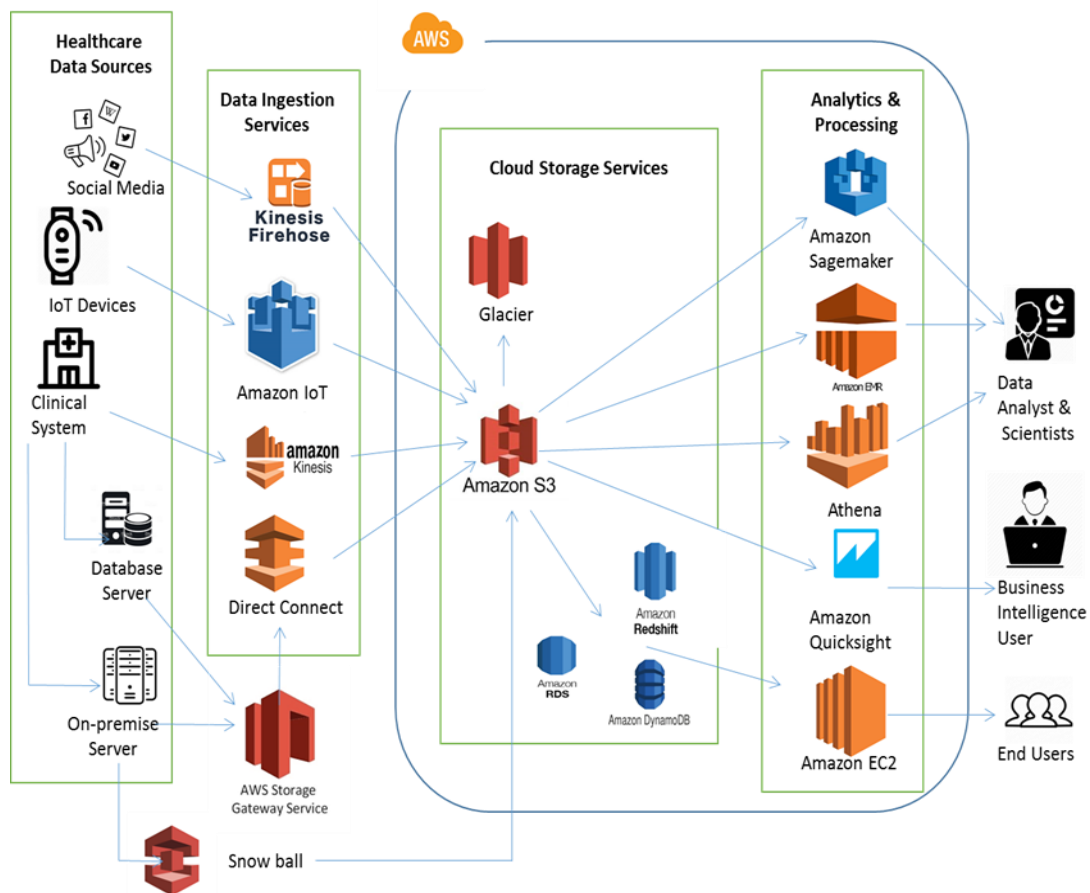 AWS
Healthcare
Data Sources
Social Media
IoT Devices
Clinical
System
Database
Server
On-premise
Server
Data Ingestion
Services
Kinesis
Firehose
Amazon IoT
amazon
Kinesis
Direct Connect
AWS Storage
Gateway Service
Snow ball
Cloud Storage Services
Glacier
Amazon S3
Amazon
Redshift
Amazon
RDS
Amazon DynamoDB
Analytics &
Processing
Amazon
Sagemaker
Amazon EMR
Athena
Amazon
Quicksight
Amazon EC2
Data
Analyst &
Scientists
Business
Intelligence
User
End Users